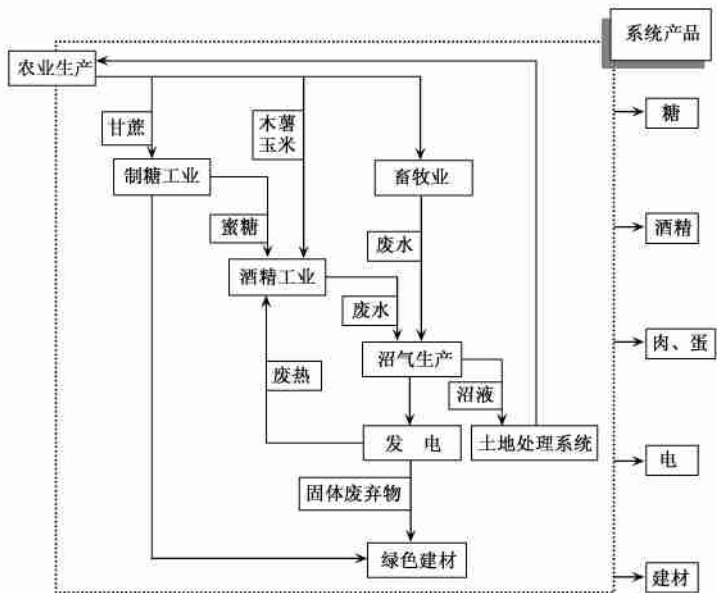 系统产品
农业生产
甘蔗
木薯
玉米
糖
制糖工业
畜牧业
蜜糖
废水
酒精
酒精工业
废水
肉、蛋
沼气生产
废热
沼液
发 电
土地处理系统
电
固体废弃物
绿色建材
建材